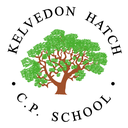 KELVEDON HATCH
· C.P. SCHOOL ·